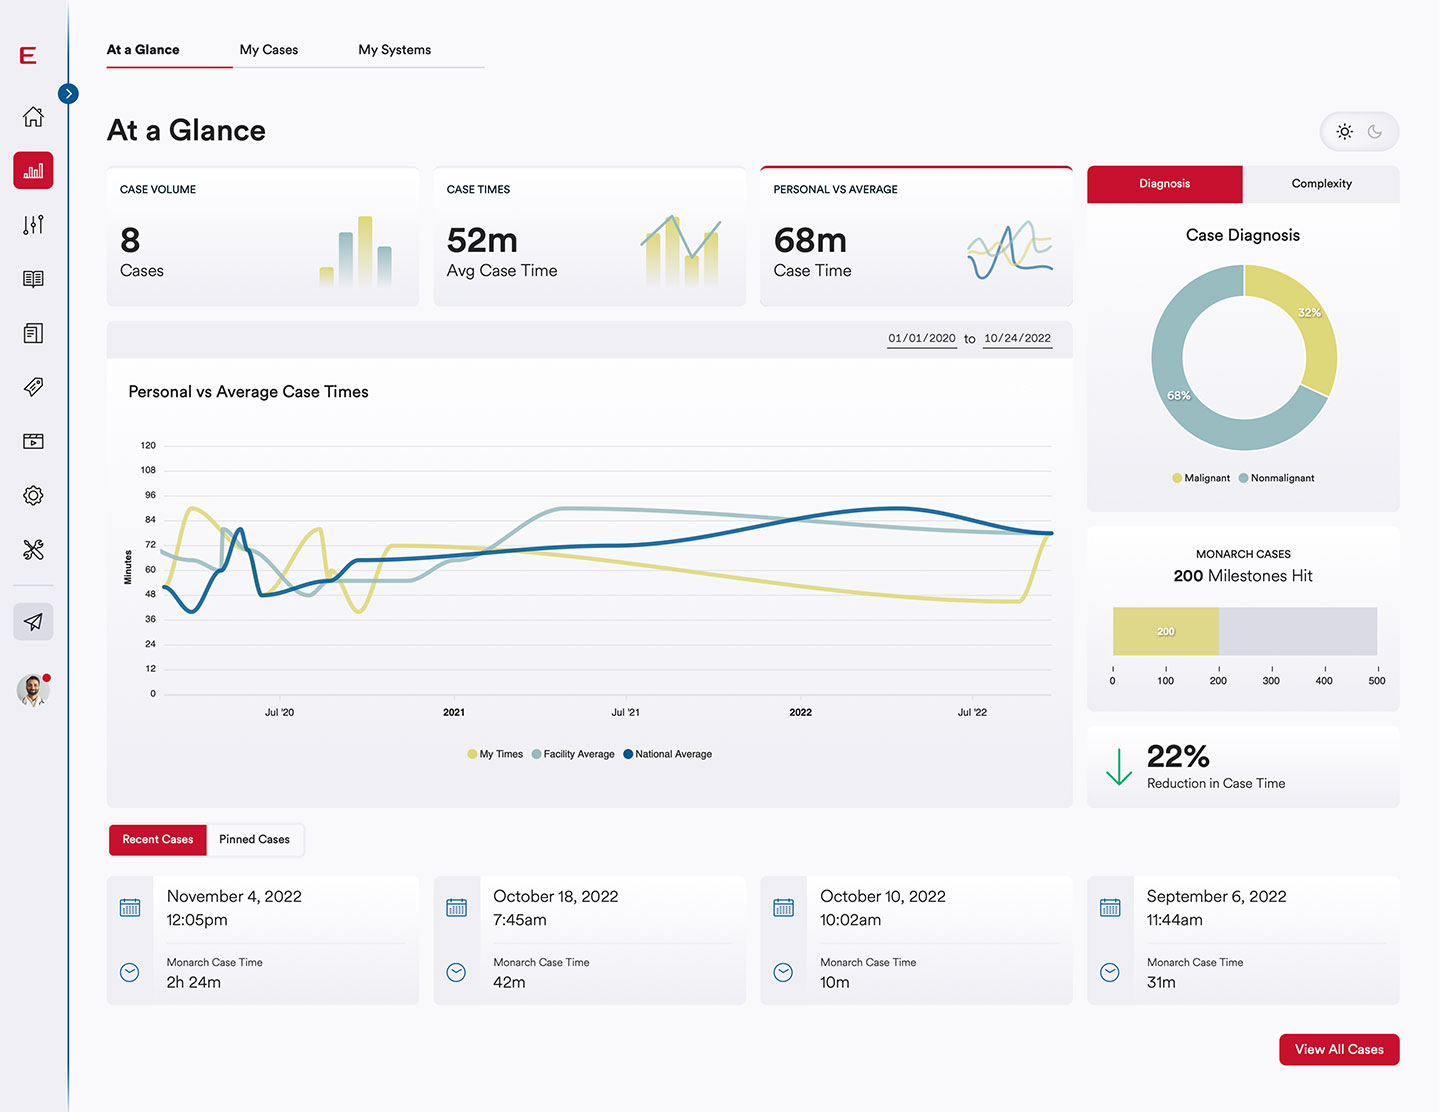 E
At a Glance
My Cases
My Systems
At a Glance
CASE VOLUME
8
Cases
CASE TIMES
52m
Avg Case Time
PERSONAL VS AVERAGE
68m
Case Time
01/01/2020 to 10/24/2022
Personal vs Average Case Times
Minutes
120
108
96
84
72
60
48
36
24
12
0
Jul '20
2021
Jul '21
2022
Jul '22
My Times
Facility Average
National Average
Diagnosis
Complexity
Case Diagnosis
32%
68%
Malignant
Nonmalignant
MONARCH CASES
200 Milestones Hit
200
0
100
200
300
400
500
22%
Reduction in Case Time
Recent Cases
Pinned Cases
November 4, 2022
12:05pm
Monarch Case Time
2h 24m
October 18, 2022
7:45am
Monarch Case Time
42m
October 10, 2022
10:02am
Monarch Case Time
10m
September 6, 2022
11:44am
Monarch Case Time
31m
View All Cases